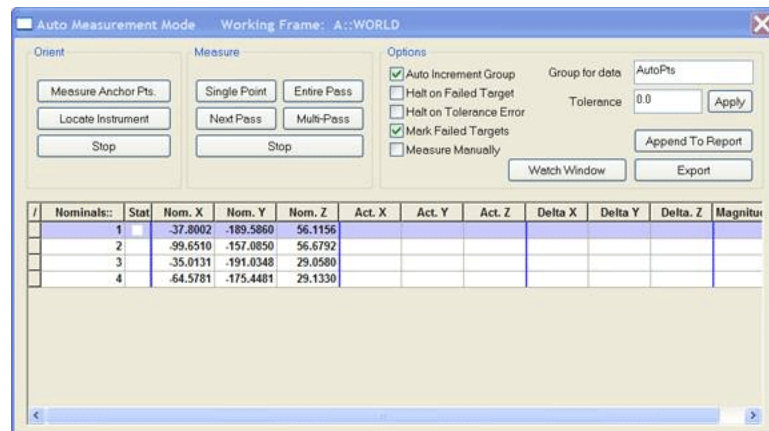 Auto Measurement Mode Working Frame: A::WORLD
Orient
Measure Anchor Pts.
Locate Instrument
Stop
Measure
Single Point Entire Pass
Next Pass Multi-Pass
Stop
Options
Auto Increment Group
Halt on Failed Target
Halt on Tolerance Error
Mark Failed Targets
Measure Manually
Group for data AutoPts
Tolerance 0.0 Apply
Append To Report
Watch Window Export
/ Nominals:: Stat Nom. X Nom. Y Nom. Z Act. X Act. Y Act. Z Delta X Delta Y Delta. Z Magnitu
1 -37.8002 -189.5860 56.1156
2 -99.6510 -157.0850 56.6792
3 -35.0131 -191.0348 29.0580
4 -64.5781 -175.4481 29.1330